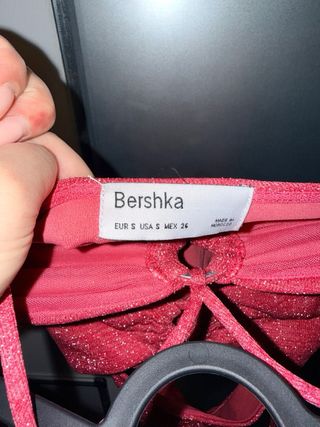 Bershka
EUR S USA S MEX 26
MADE IN
MOROCCO